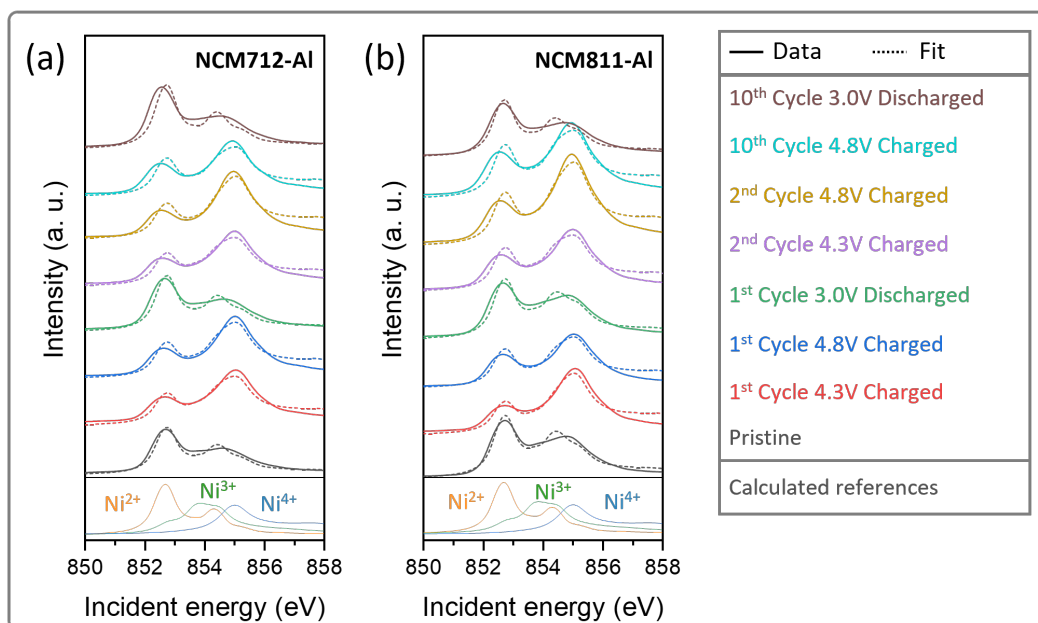 (a)
NCM712-Al
Intensity (a. u.)
Ni²⁺
Ni³⁺
Ni⁴⁺
850 852 854 856 858
Incident energy (eV)
(b)
NCM811-Al
Intensity (a. u.)
Ni²⁺
Ni³⁺
Ni⁴⁺
850 852 854 856 858
Incident energy (eV)
Data Fit
10ᵗʰ Cycle 3.0V Discharged
10ᵗʰ Cycle 4.8V Charged
2ⁿᵈ Cycle 4.8V Charged
2ⁿᵈ Cycle 4.3V Charged
1ˢᵗ Cycle 3.0V Discharged
1ˢᵗ Cycle 4.8V Charged
1ˢᵗ Cycle 4.3V Charged
Pristine
Calculated references